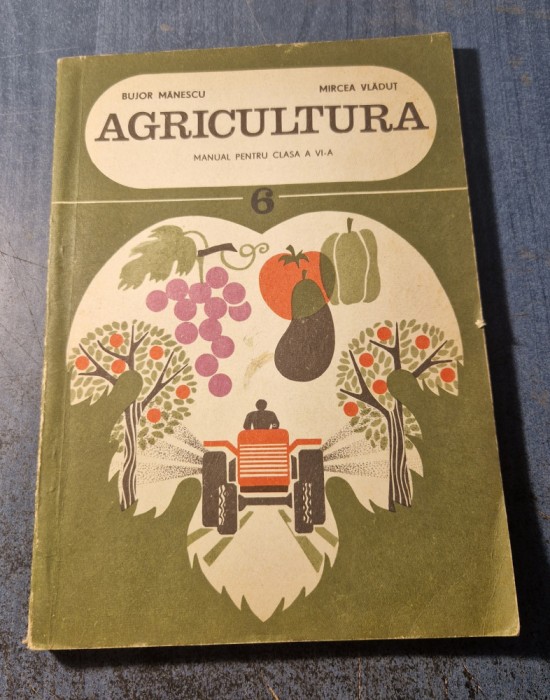 BUJOR MĂNESCU MIRCEA VLĂDUȚ
AGRICULTURA
MANUAL PENTRU CLASA A VI-A
6